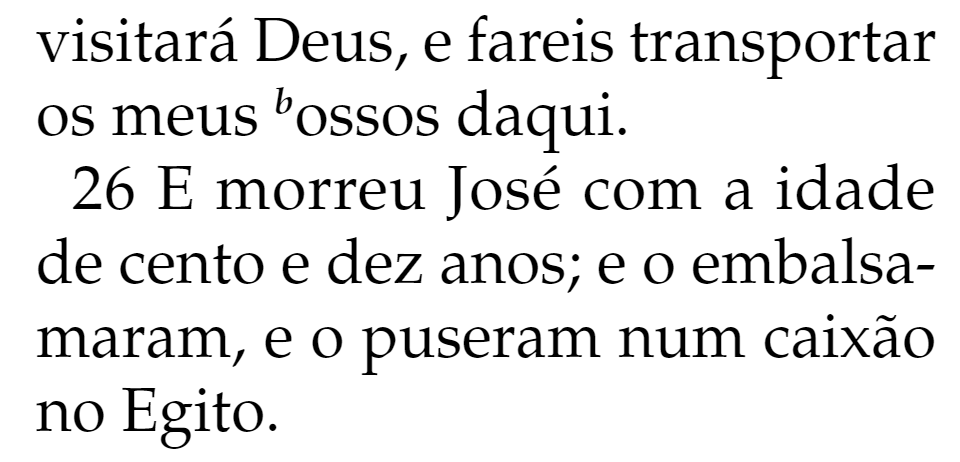 visitará Deus, e fareis transportar
os meus ᵇossos daqui.
26 E morreu José com a idade
de cento e dez anos; e o embalsa-
maram, e o puseram num caixão
no Egito.